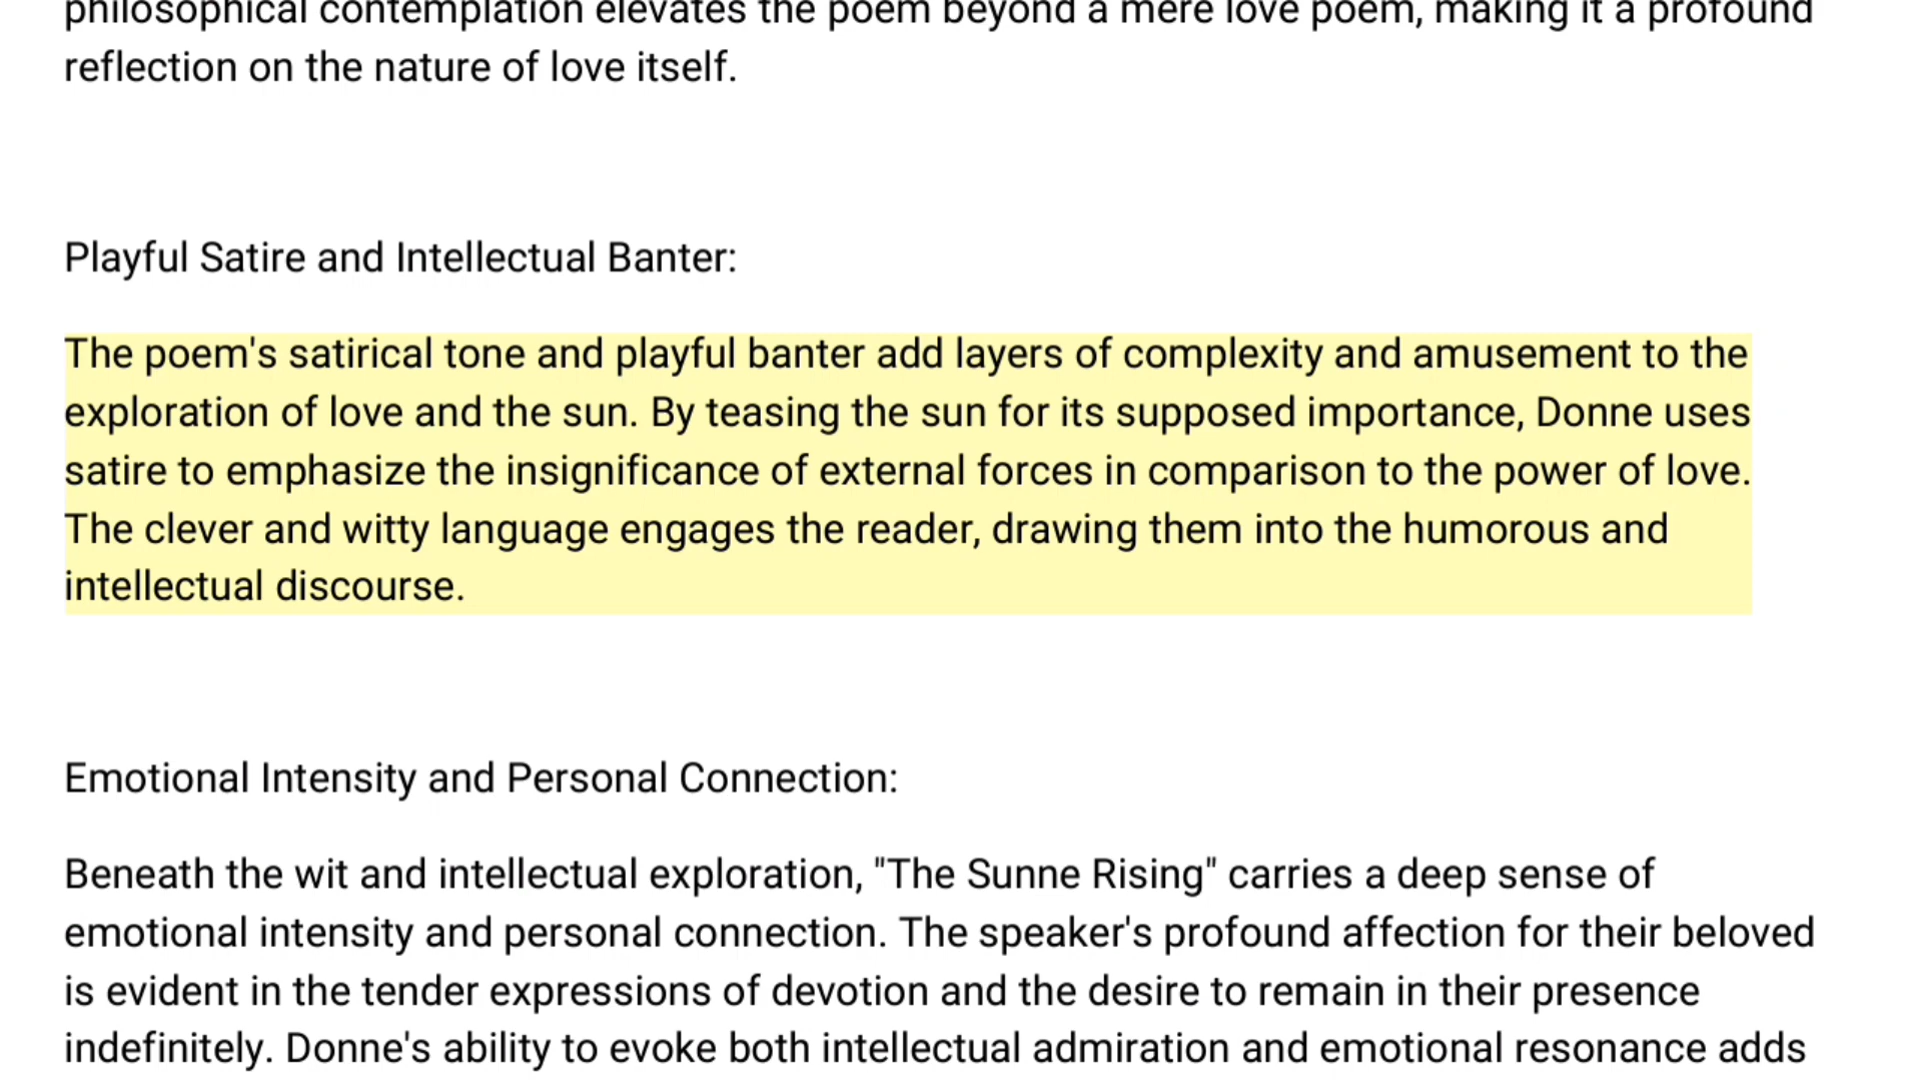 philosophical contemplation elevates the poem beyond a mere love poem, making it a profound
reflection on the nature of love itself.
Playful Satire and Intellectual Banter:
The poem's satirical tone and playful banter add layers of complexity and amusement to the
exploration of love and the sun. By teasing the sun for its supposed importance, Donne uses
satire to emphasize the insignificance of external forces in comparison to the power of love.
The clever and witty language engages the reader, drawing them into the humorous and
intellectual discourse.
Emotional Intensity and Personal Connection:
Beneath the wit and intellectual exploration, "The Sunne Rising" carries a deep sense of
emotional intensity and personal connection. The speaker's profound affection for their beloved
is evident in the tender expressions of devotion and the desire to remain in their presence
indefinitely. Donne's ability to evoke both intellectual admiration and emotional resonance adds